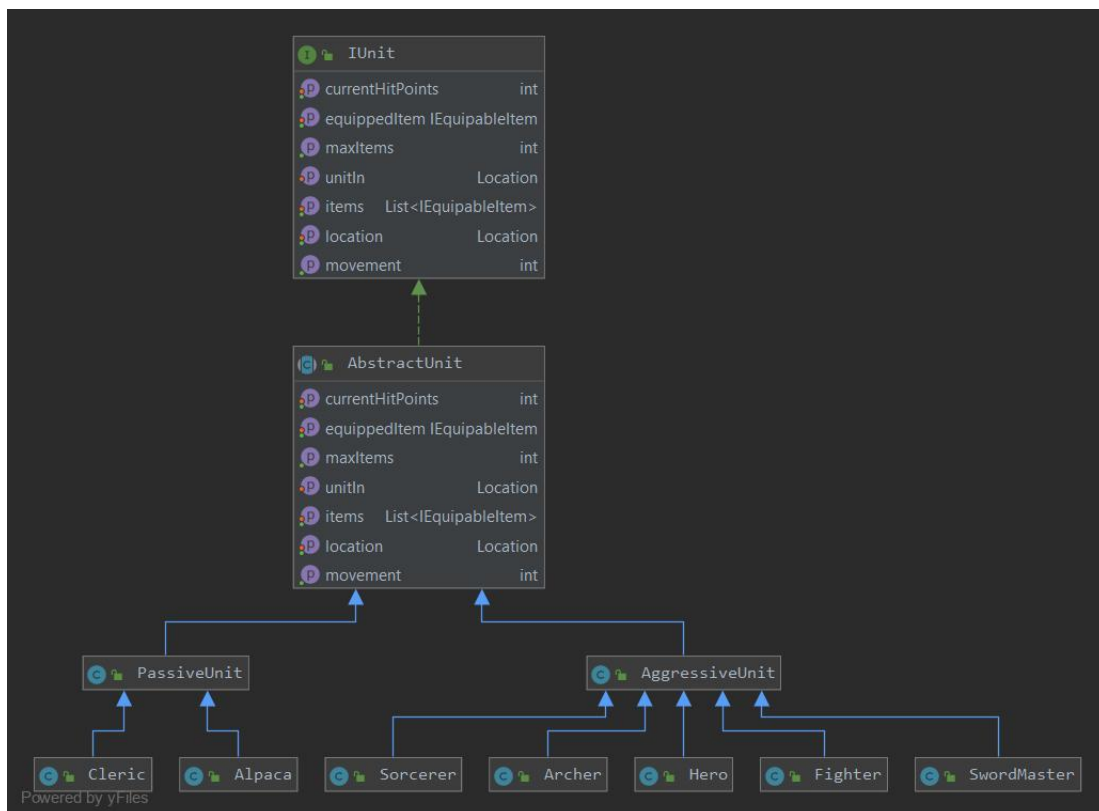 IUnit
currentHitPoints int
equippedItem IEquipableItem
maxItems int
unitIn Location
items List<IEquipableItem>
location Location
movement int
AbstractUnit
currentHitPoints int
equippedItem IEquipableItem
maxItems int
unitIn Location
items List<IEquipableItem>
location Location
movement int
PassiveUnit AggressiveUnit
Cleric Alpaca Sorcerer Archer Hero Fighter SwordMaster
Powered by yFiles